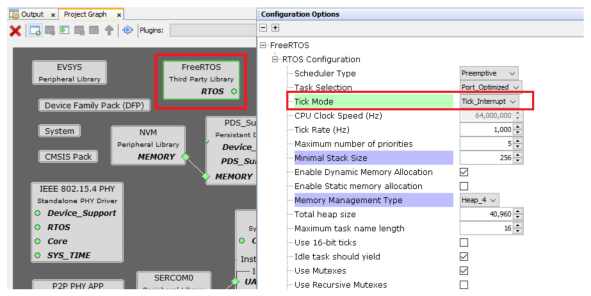 Output x Project Graph x
Plugins:
EVSYS
Peripheral Library
FreeRTOS
Third Party Library
RTOS
Device Family Pack (DFP)
System
CMSIS Pack
NVM
Peripheral Library
MEMORY
PDS_Su
Persistant D
Device_
PDS_Su
MEMORY
IEEE 802.15.4 PHY
Standalone PHY Driver
Device_Support
RTOS
Core
SYS_TIME
Sy
C
Inst
I
UA
SERCOM0
P2P PHY APP
Configuration Options
FreeRTOS
RTOS Configuration
Scheduler Type Preemptive
Task Selection Port_Optimized
Tick Mode Tick_Interrupt
CPU Clock Speed (Hz) 64,000,000
Tick Rate (Hz) 1,000
Maximum number of priorities 5
Minimal Stack Size 256
Enable Dynamic Memory Allocation
Enable Static memory allocation
Memory Management Type Heap_4
Total heap size 40,960
Maximum task name length 16
Use 16-bit ticks
Idle task should yield
Use Mutexes
Use Recursive Mutexes